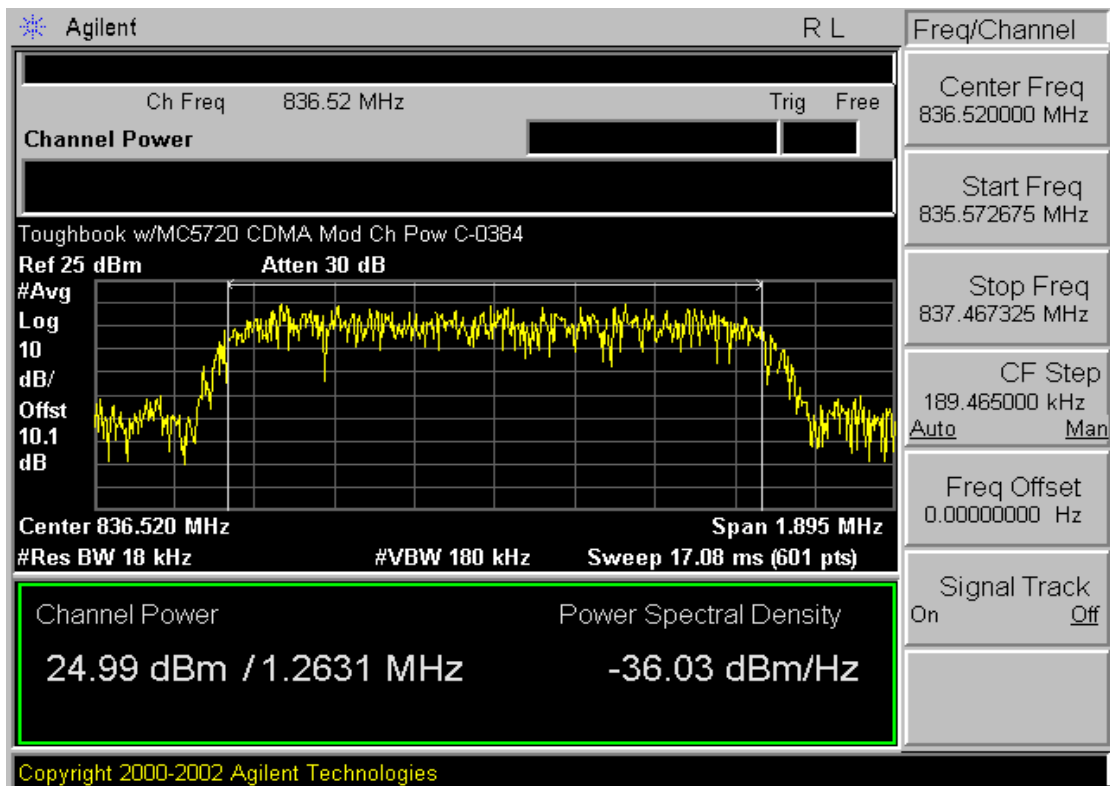 Agilent R L
Ch Freq 836.52 MHz Trig Free
Channel Power
Toughbook w/MC5720 CDMA Mod Ch Pow C-0384
Ref 25 dBm Atten 30 dB
#Avg
Log
10
dB/
Offst
10.1
dB
Center 836.520 MHz Span 1.895 MHz
#Res BW 18 kHz #VBW 180 kHz Sweep 17.08 ms (601 pts)
Channel Power Power Spectral Density
24.99 dBm / 1.2631 MHz -36.03 dBm/Hz
Copyright 2000-2002 Agilent Technologies
Freq/Channel
Center Freq
836.520000 MHz
Start Freq
835.572675 MHz
Stop Freq
837.467325 MHz
CF Step
189.465000 kHz
Auto Man
Freq Offset
0.00000000 Hz
Signal Track
On Off